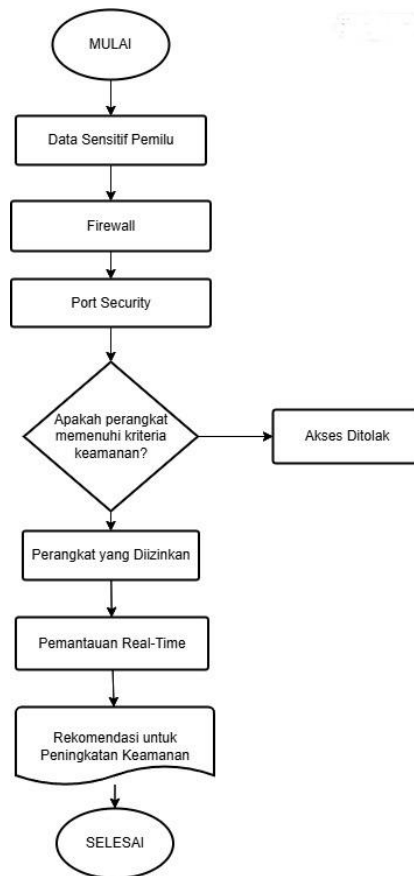 MULAI
Data Sensitif Pemilu
Firewall
Port Security
Apakah perangkat
memenuhi kriteria
keamanan?
Akses Ditolak
Perangkat yang Diizinkan
Pemantauan Real-Time
Rekomendasi untuk
Peningkatan Keamanan
SELESAI